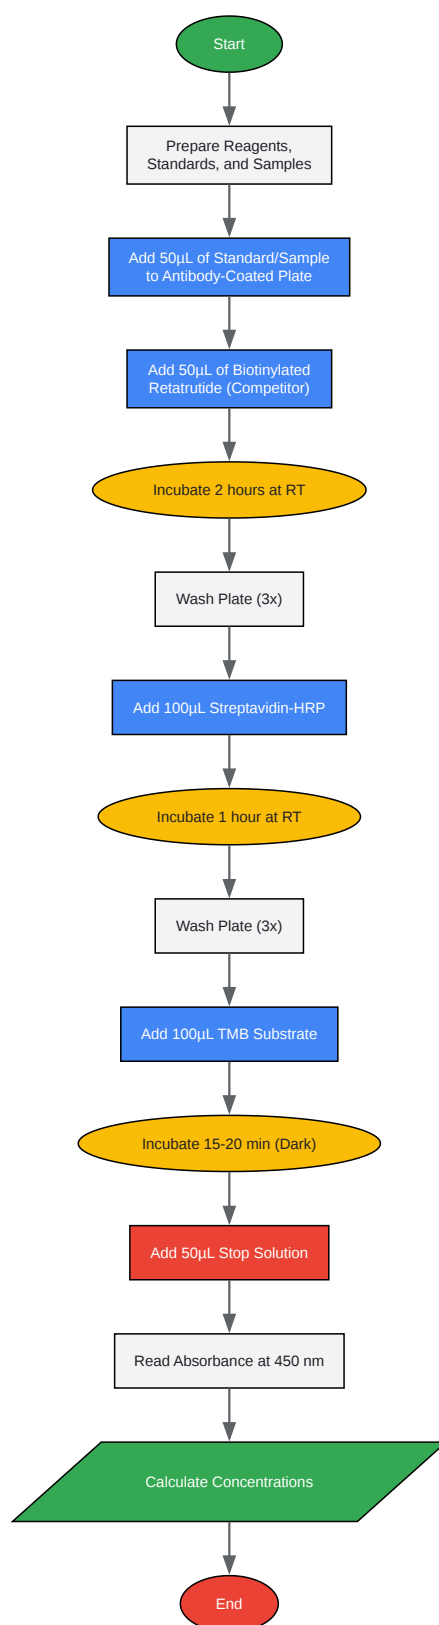 Start
Prepare Reagents,
Standards, and Samples
Add 50µL of Standard/Sample
to Antibody-Coated Plate
Add 50µL of Biotinylated
Retatrutide (Competitor)
Incubate 2 hours at RT
Wash Plate (3x)
Add 100µL Streptavidin-HRP
Incubate 1 hour at RT
Wash Plate (3x)
Add 100µL TMB Substrate
Incubate 15-20 min (Dark)
Add 50µL Stop Solution
Read Absorbance at 450 nm
Calculate Concentrations
End